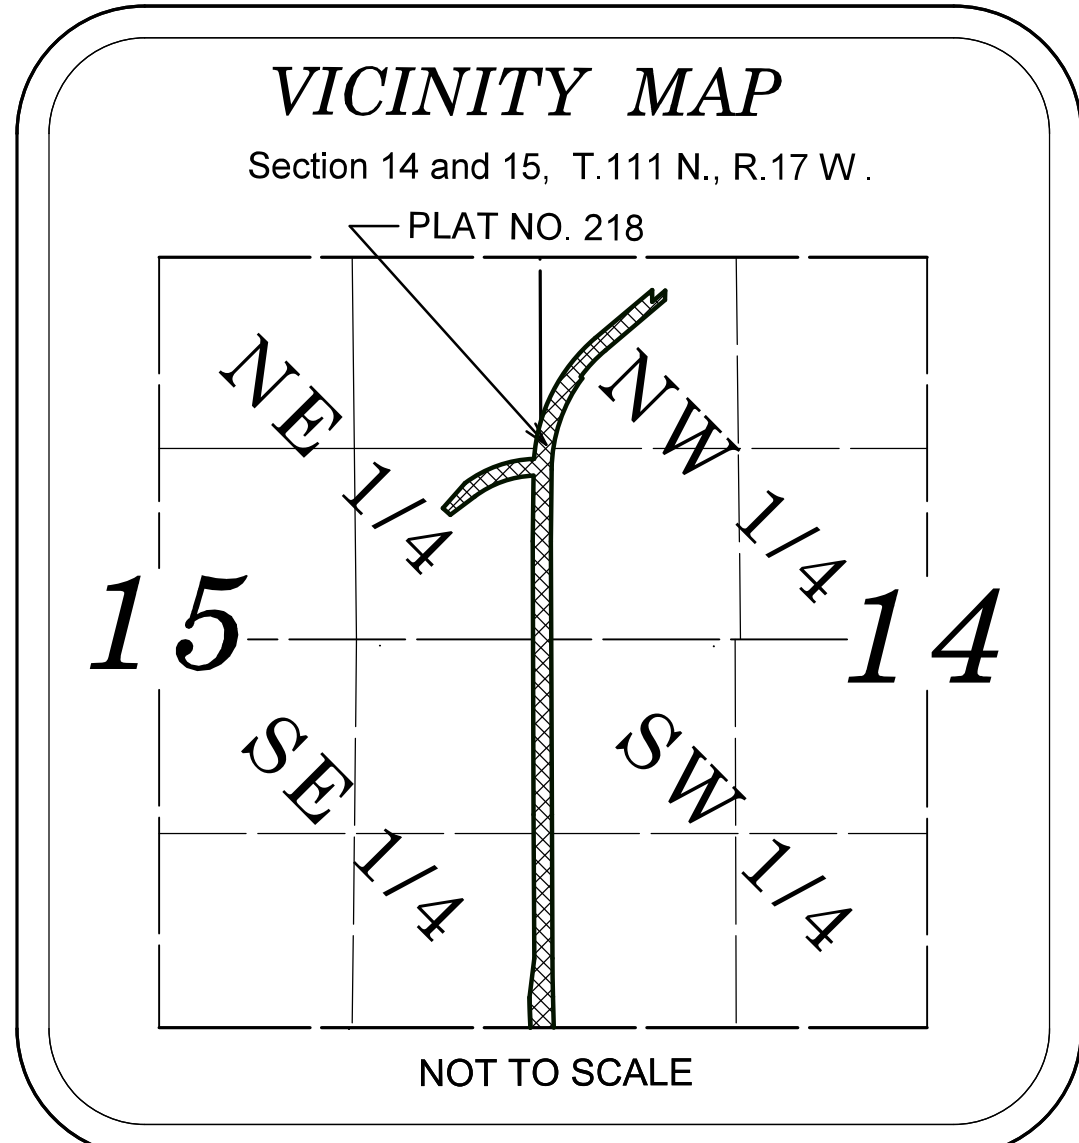 VICINITY MAP
Section 14 and 15, T.111 N., R.17 W .
PLAT NO. 218
NE 1/4
NW 1/4
15
14
SE 1/4
SW 1/4
NOT TO SCALE